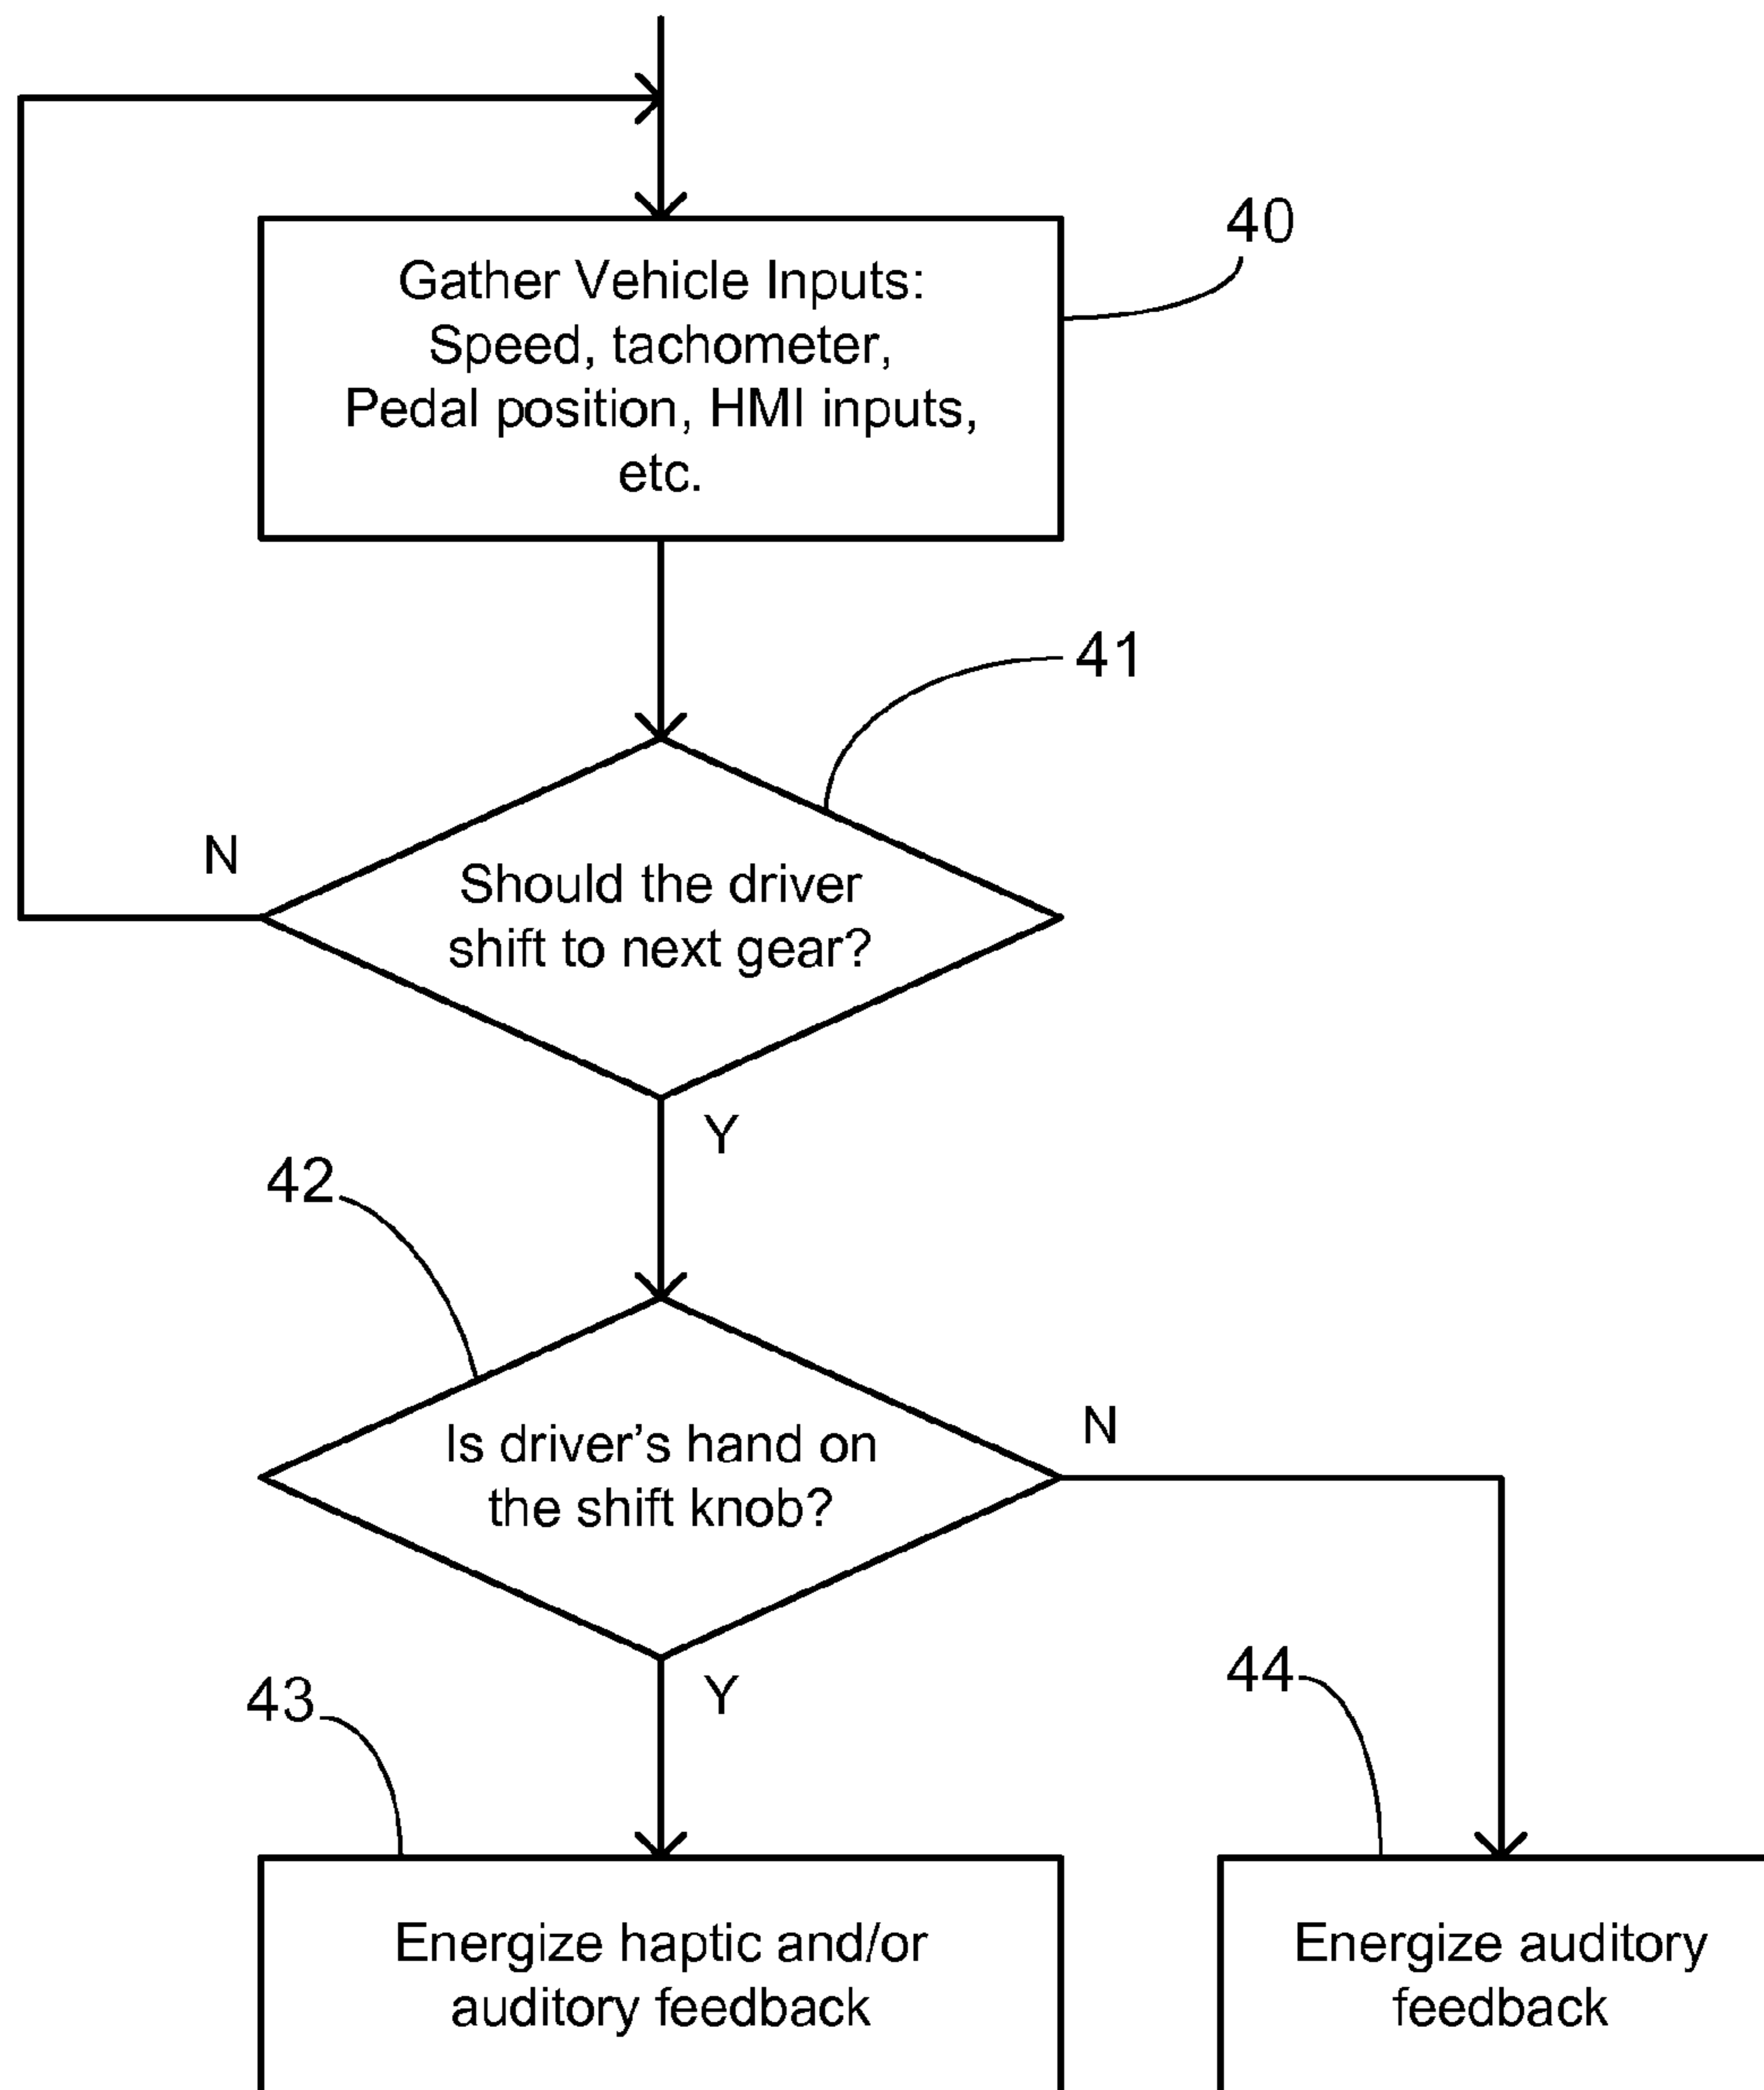 40
Gather Vehicle Inputs:
Speed, tachometer,
Pedal position, HMI inputs,
etc.
41
N
Should the driver
shift to next gear?
Y
42
N
Is driver’s hand on
the shift knob?
Y
43
44
Energize haptic and/or
auditory feedback
Energize auditory
feedback